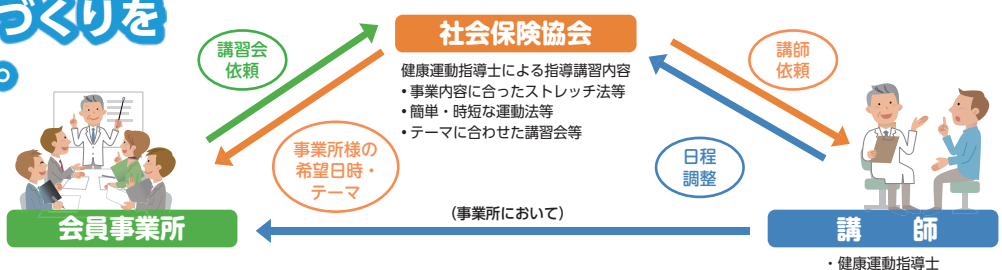 づくりを
。
社会保険協会
健康運動指導士による指導講習内容
•事業内容に合ったストレッチ法等
•簡単・時短な運動法等
•テーマに合わせた講習会等
講習会
依頼
講師
依頼
事業所様の
希望日時・
テーマ
日程
調整
（事業所において）
会員事業所
講　師
・健康運動指導士